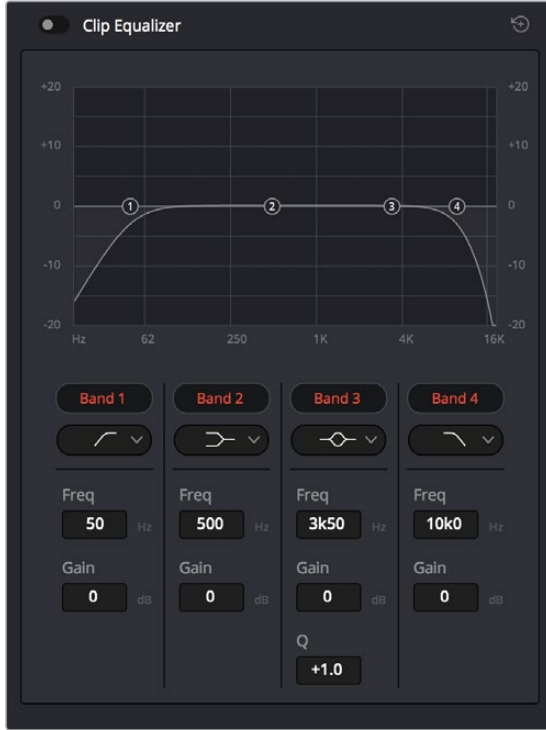 Clip Equalizer
+20 +20
+10 +10
0 1 2 3 4 0
-10 -10
-20 -20
Hz 62 250 1K 4K 16K
Band 1 Band 2 Band 3 Band 4
Freq Freq Freq Freq
50 Hz 500 Hz 3k50 Hz 10k0 Hz
Gain Gain Gain Gain
0 dB 0 dB 0 dB 0 dB
Q
+1.0